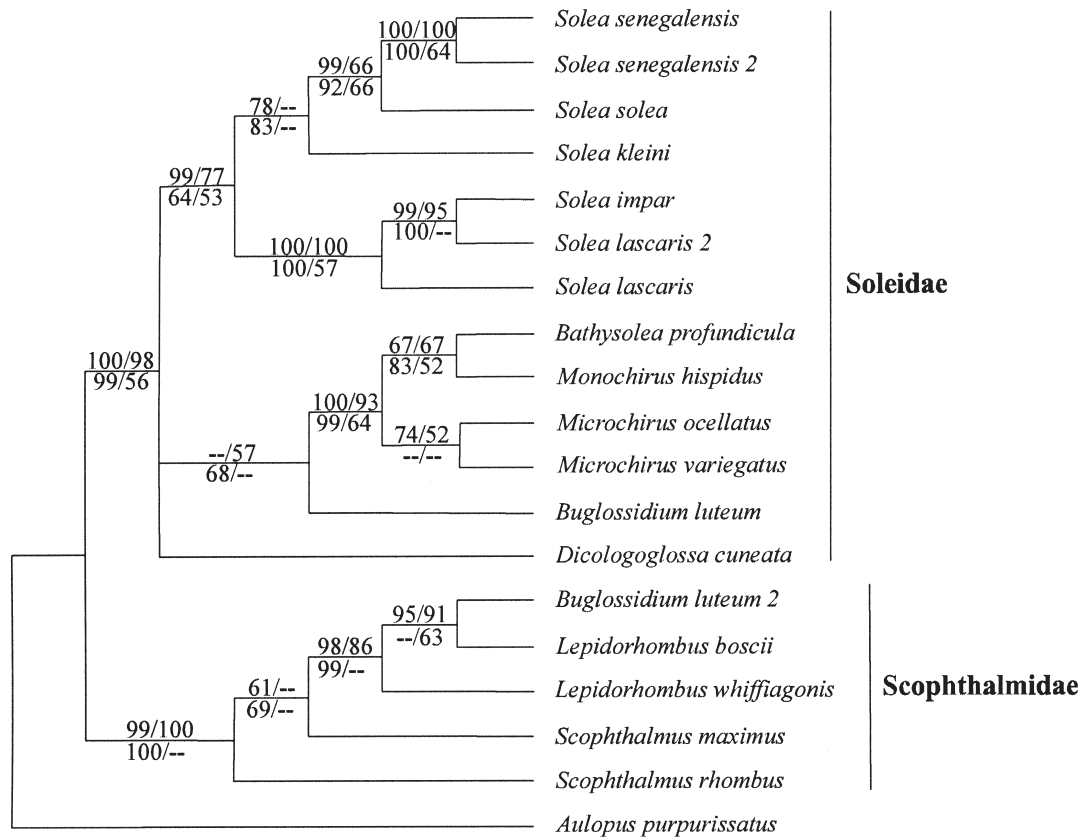 Solea senegalensis
100/100
100/64
Solea senegalensis 2
99/66
92/66
Solea solea
78/--
83/--
Solea kleini
99/77
64/53
Solea impar
99/95
100/--
Solea lascaris 2
100/100
100/57
Solea lascaris
Soleidae
Bathysolea profundicula
67/67
83/52
Monochirus hispidus
100/98
99/56
100/93
99/64
Microchirus ocellatus
74/52
--/--
Microchirus variegatus
--/57
68/--
Buglossidium luteum
Dicologoglossa cuneata
Buglossidium luteum 2
95/91
--/63
Lepidorhombus boscii
98/86
99/--
Lepidorhombus whiffiagonis
Scophthalmidae
61/--
69/--
Scophthalmus maximus
99/100
100/--
Scophthalmus rhombus
Aulopus purpurissatus